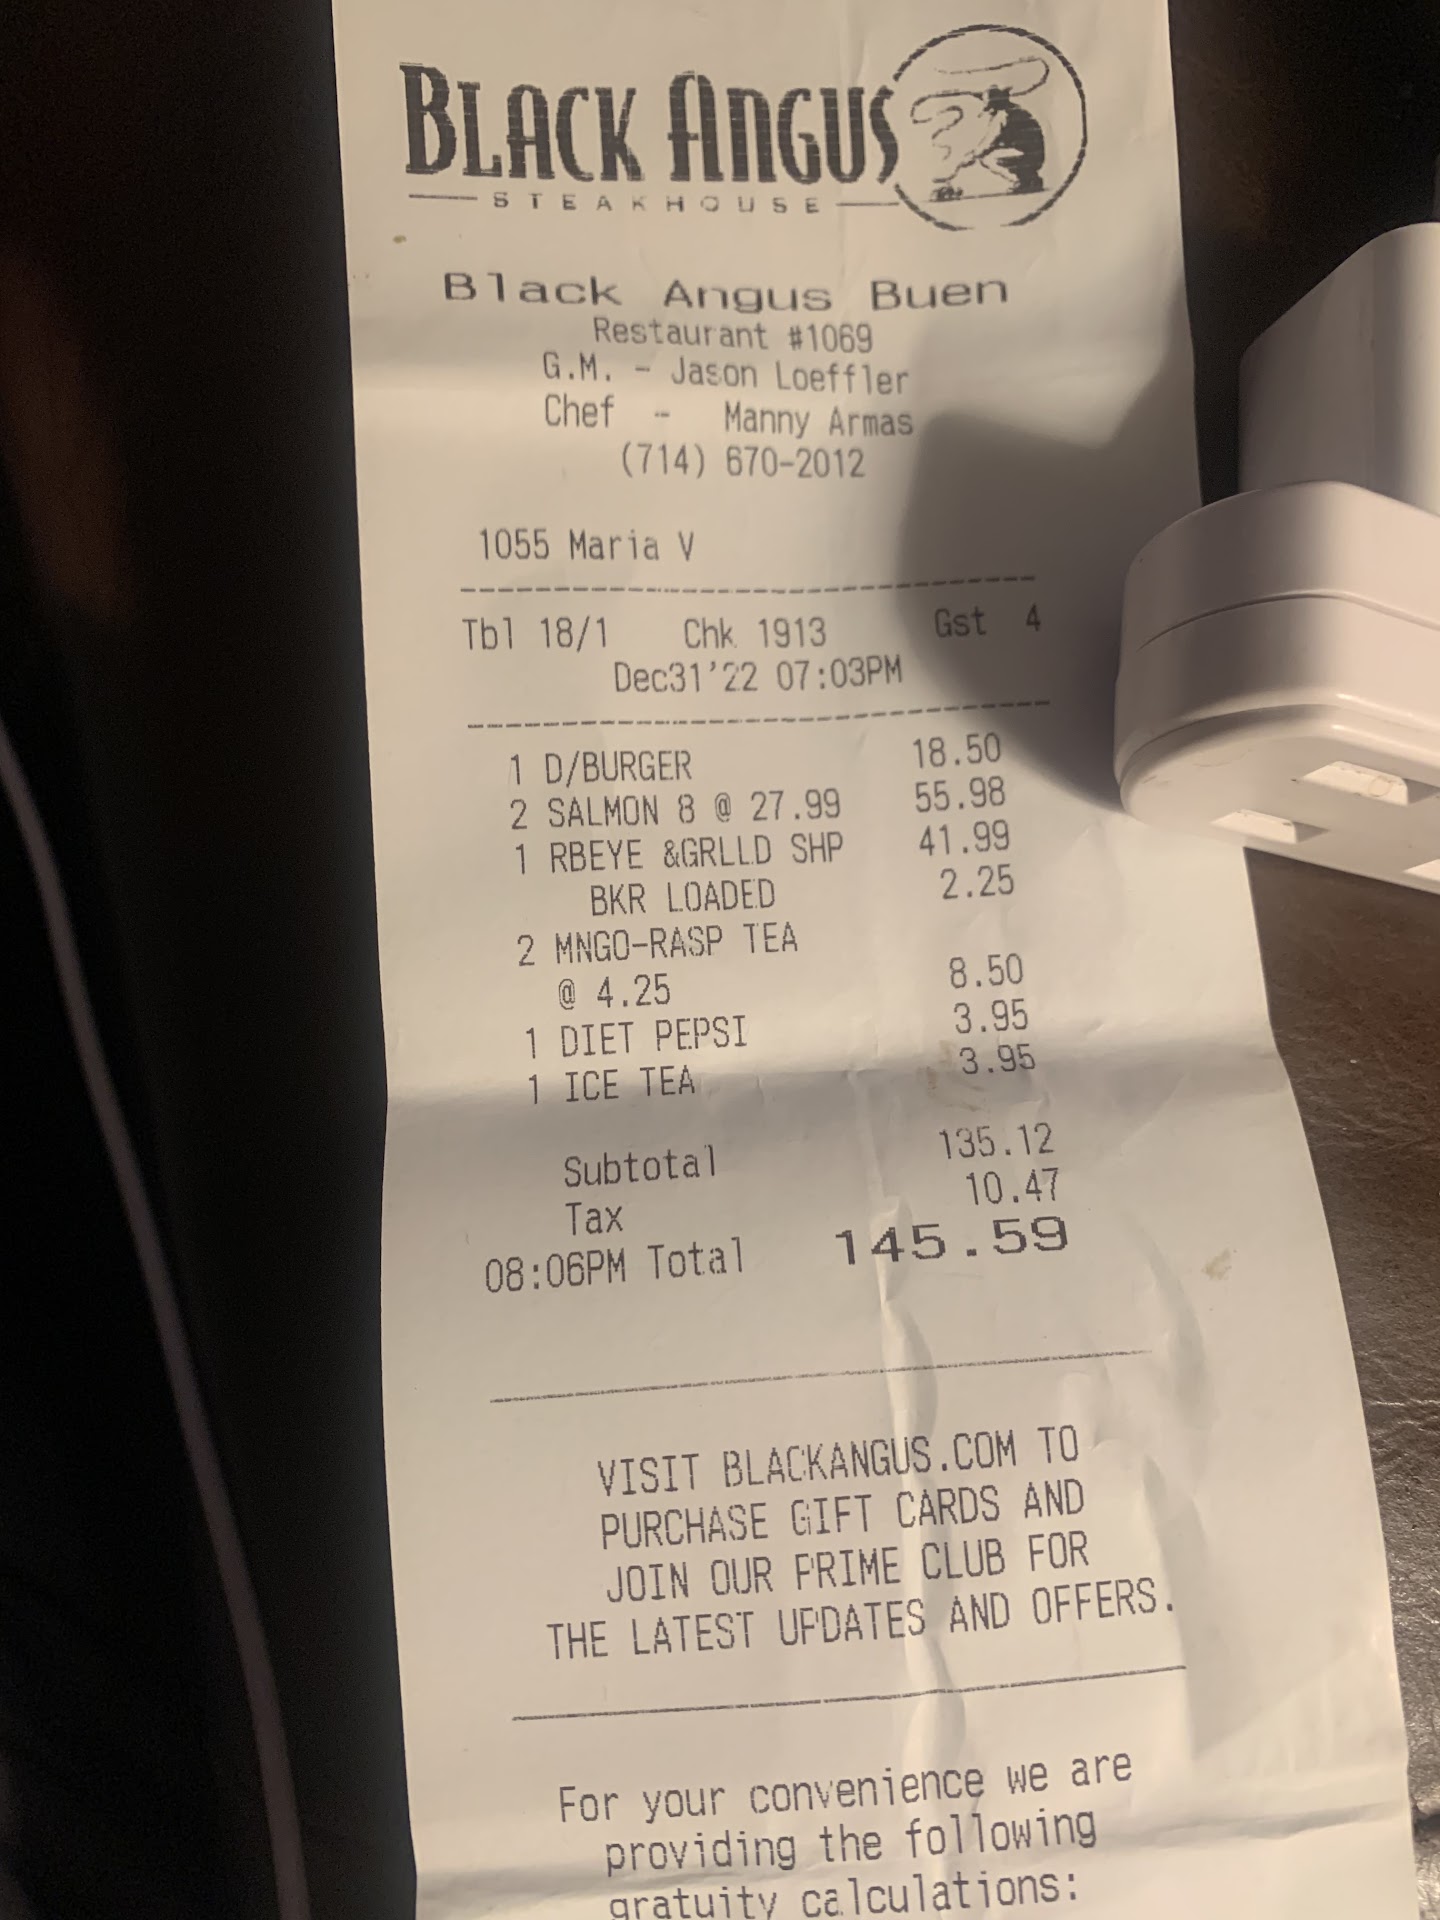 BLACK ANGUS
STEAKHOUSE
Black Angus Buen
Restaurant #1069
G.M. - Jason Loeffler
Chef - Manny Armas
(714) 670-2012
1055 Maria V
Tbl 18/1 Chk 1913 Gst 4
Dec31'22 07:03PM
1 D/BURGER 18.50
2 SALMON 8 @ 27.99 55.98
1 RBEYE &GRLLD SHP 41.99
BKR LOADED 2.25
2 MNGO-RASP TEA
@ 4.25 8.50
1 DIET PEPSI 3.95
1 ICE TEA 3.95
Subtotal 135.12
Tax 10.47
08:06PM Total 145.59
VISIT BLACKANGUS.COM TO
PURCHASE GIFT CARDS AND
JOIN OUR PRIME CLUB FOR
THE LATEST UPDATES AND OFFERS.
For your convenience we are
providing the following
gratuity calculations: